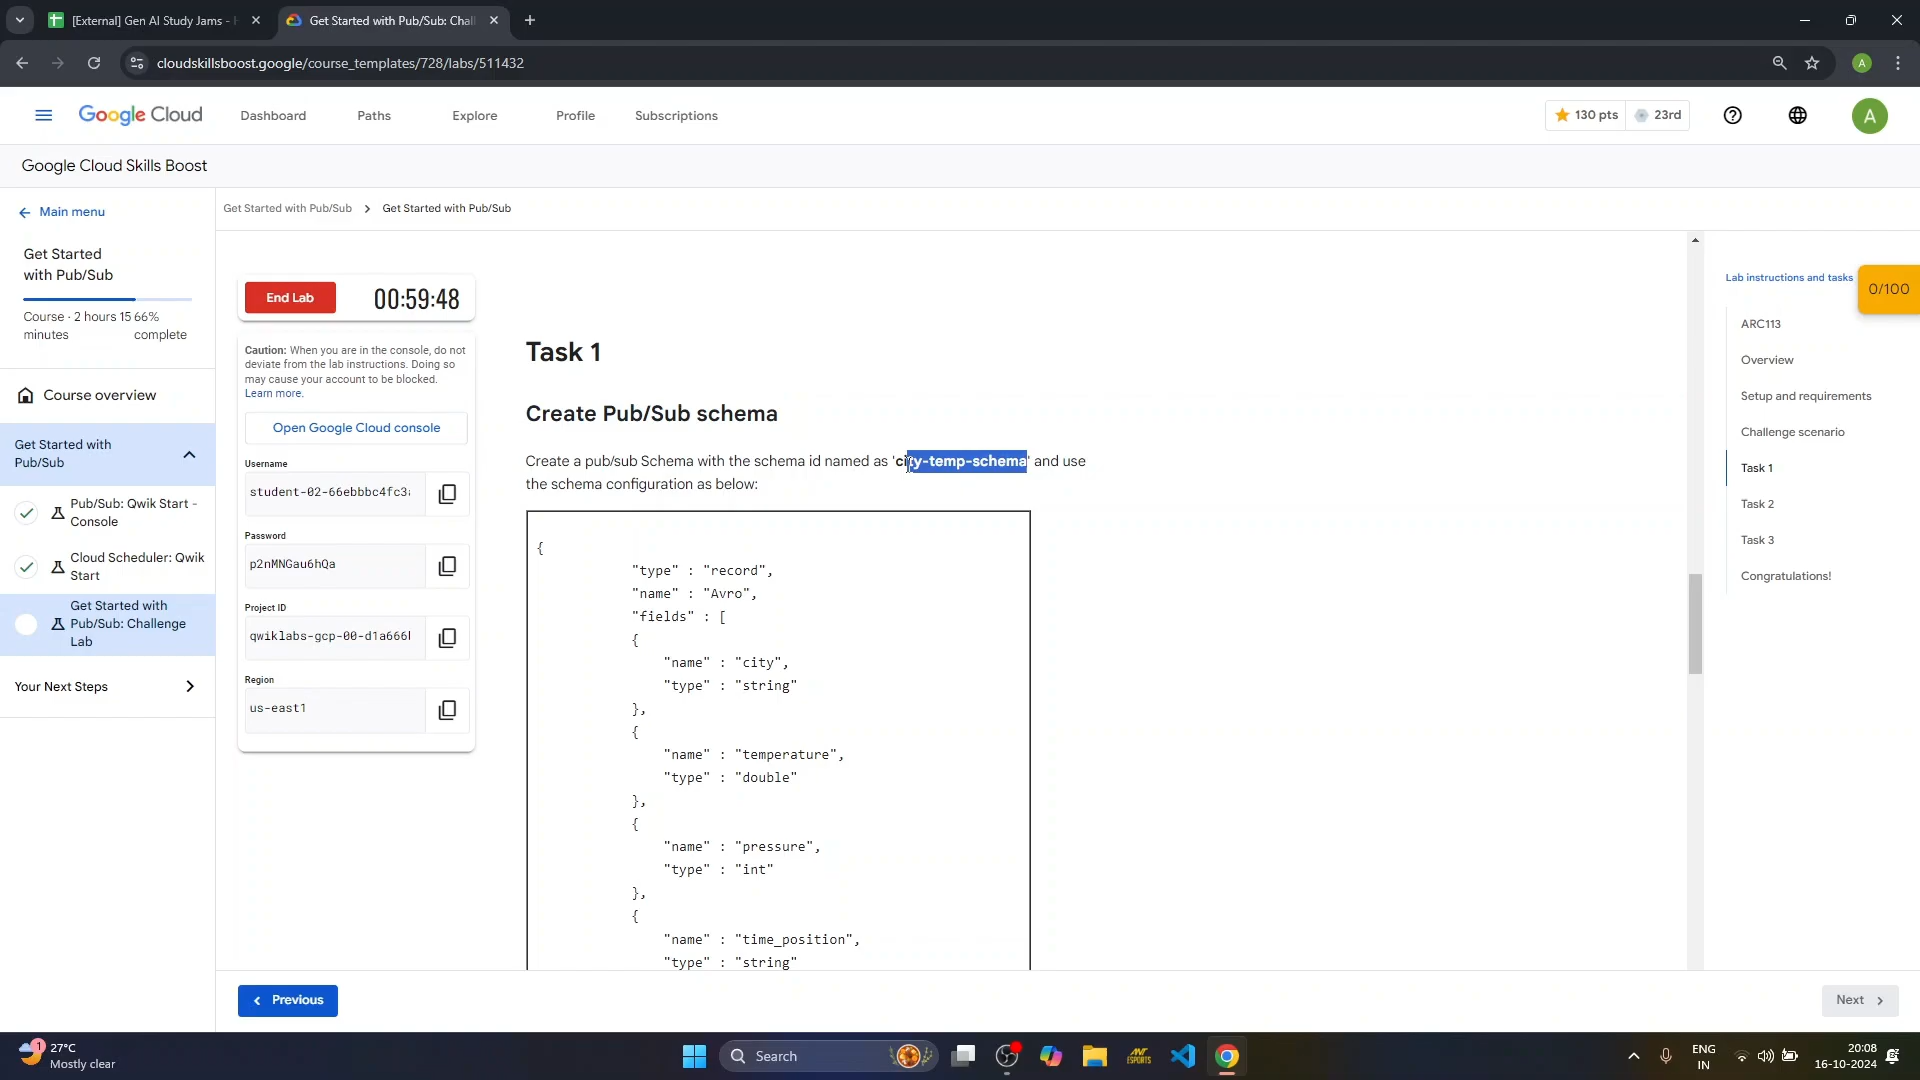 [External] Gen AI Study Jams -
Get Started with Pub/Sub: Chal
cloudskillsboost.google/course_templates/728/labs/511432
A
Google Cloud
Dashboard
Paths
Explore
Profile
Subscriptions
130 pts
23rd
A
Google Cloud Skills Boost
Main menu
Get Started with Pub/Sub
Get Started with Pub/Sub
Get Started
with Pub/Sub
Course · 2 hours 15
minutes
66%
complete
Course overview
Get Started with
Pub/Sub
Pub/Sub: Qwik Start -
Console
Cloud Scheduler: Qwik
Start
Get Started with
Pub/Sub: Challenge
Lab
Your Next Steps
End Lab
00:59:48
Caution: When you are in the console, do not
deviate from the lab instructions. Doing so
may cause your account to be blocked.
Learn more.
Open Google Cloud console
Username
student-02-66ebbbc4fc3
Password
p2nMNGau6hQa
Project ID
qwiklabs-gcp-00-d1a666
Region
us-east1
Task 1
Create Pub/Sub schema
Create a pub/sub Schema with the schema id named as 'city-temp-schema' and use
the schema configuration as below:
{
"type" : "record",
"name" : "Avro",
"fields" : [
{
"name" : "city",
"type" : "string"
},
{
"name" : "temperature",
"type" : "double"
},
{
"name" : "pressure",
"type" : "int"
},
{
"name" : "time_position",
"type" : "string"
Lab instructions and tasks
0/100
ARC113
Overview
Setup and requirements
Challenge scenario
Task 1
Task 2
Task 3
Congratulations!
Previous
Next
1
27°C
Mostly clear
Search
ANT
ESPORTS
ENG
IN
20:08
16-10-2024